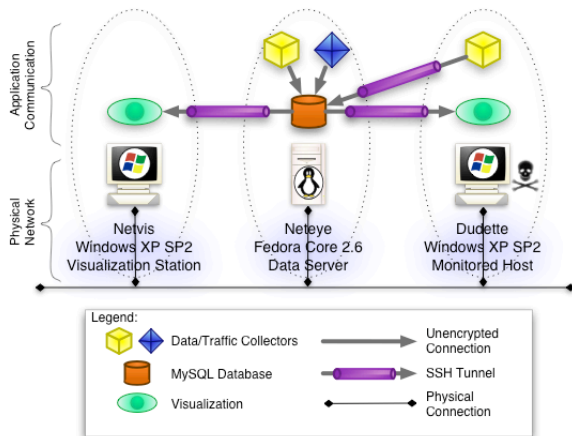 Application
Communication
Physical
Network
Netvis
Windows XP SP2
Visualization Station
Neteye
Fedora Core 2.6
Data Server
Dudette
Windows XP SP2
Monitored Host
Legend:
Data/Traffic Collectors
Unencrypted
Connection
MySQL Database
SSH Tunnel
Visualization
Physical
Connection